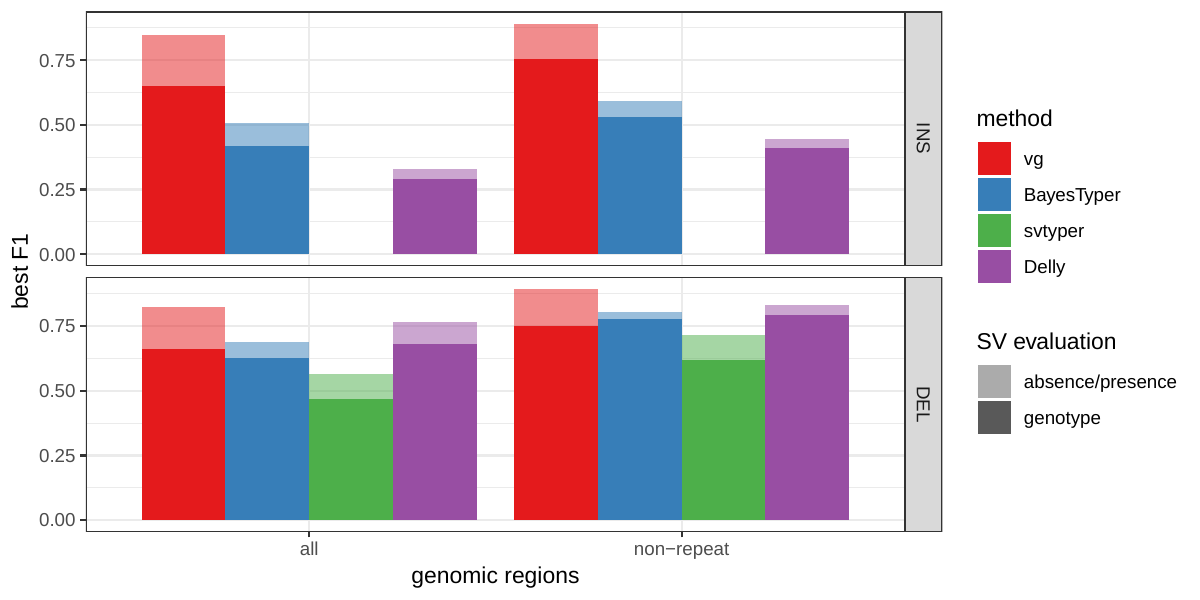 0.75
0.50
0.25
0.00
INS
0.75
0.50
0.25
0.00
DEL
best F1
all
non−repeat
genomic regions
method
vg
BayesTyper
svtyper
Delly
SV evaluation
absence/presence
genotype